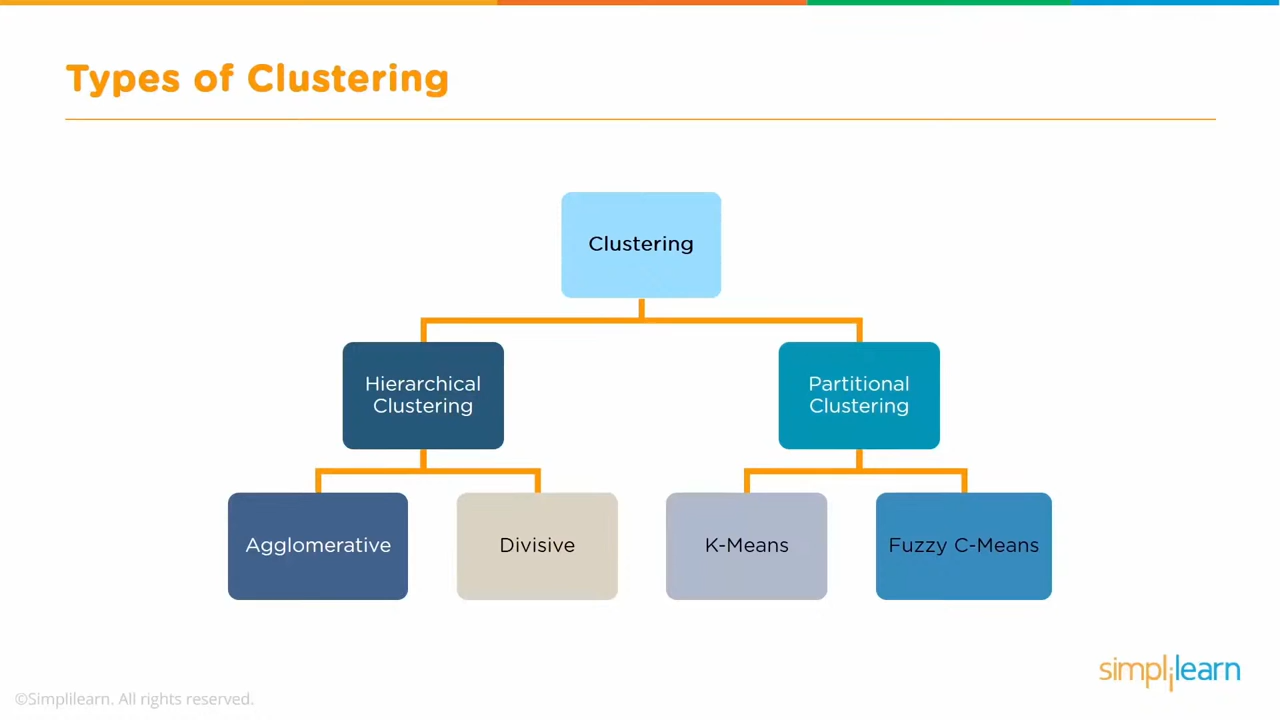 Types of Clustering
Clustering
Hierarchical
Clustering
Partitional
Clustering
Agglomerative
Divisive
K-Means
Fuzzy C-Means
simplilearn
©Simplilearn. All rights reserved.